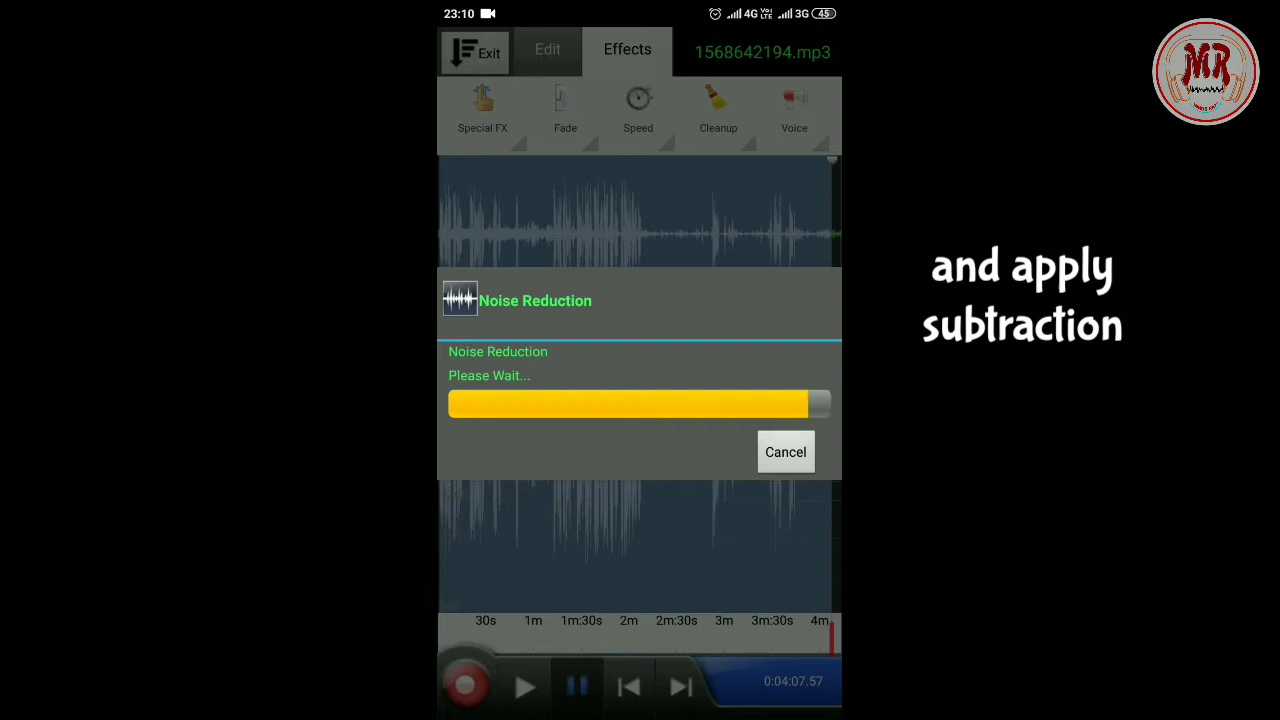 23:10
4G VoLTE 3G 45
Exit
Edit
Effects
1568642194.mp3
Special FX
Fade
Speed
Cleanup
Voice
MR
Noise Reduction
Noise Reduction
Please Wait...
Cancel
and apply
subtraction
30s 1m 1m:30s 2m 2m:30s 3m 3m:30s 4m
0:04:07.57